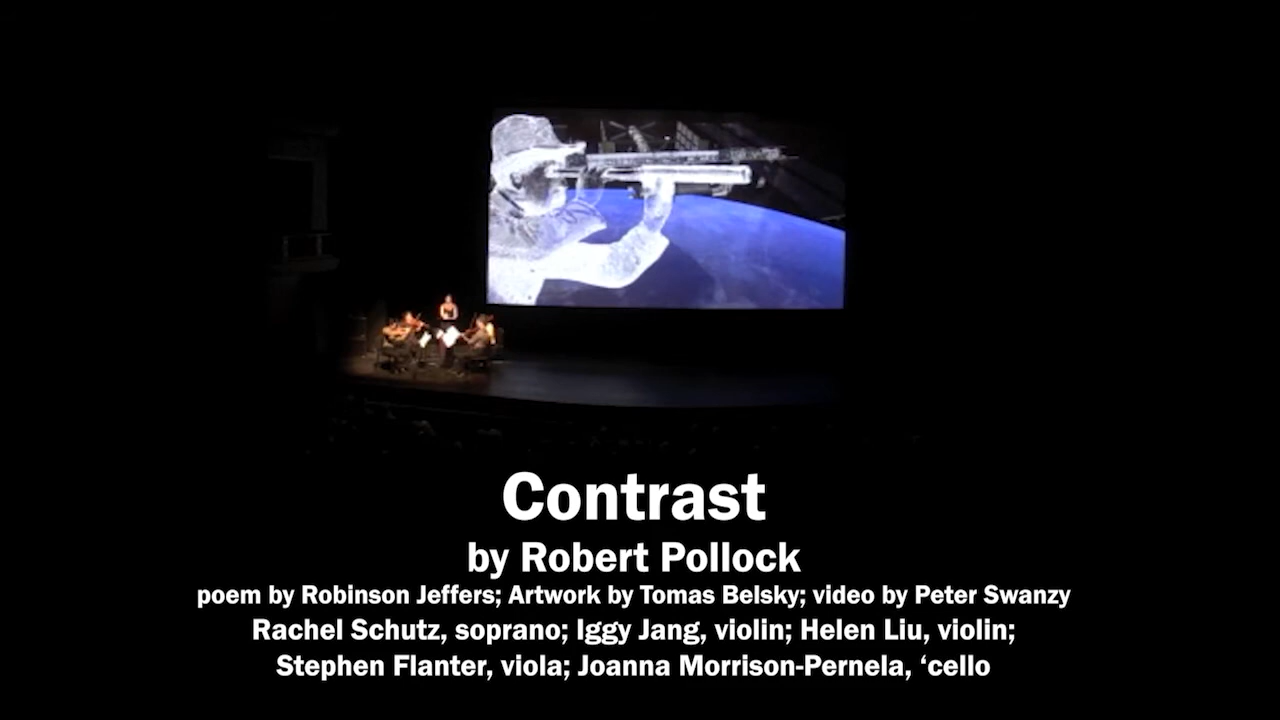 Contrast
by Robert Pollock
poem by Robinson Jeffers; Artwork by Tomas Belsky; video by Peter Swanzy
Rachel Schutz, soprano; Iggy Jang, violin; Helen Liu, violin;
Stephen Flanter, viola; Joanna Morrison-Pernela, ‘cello